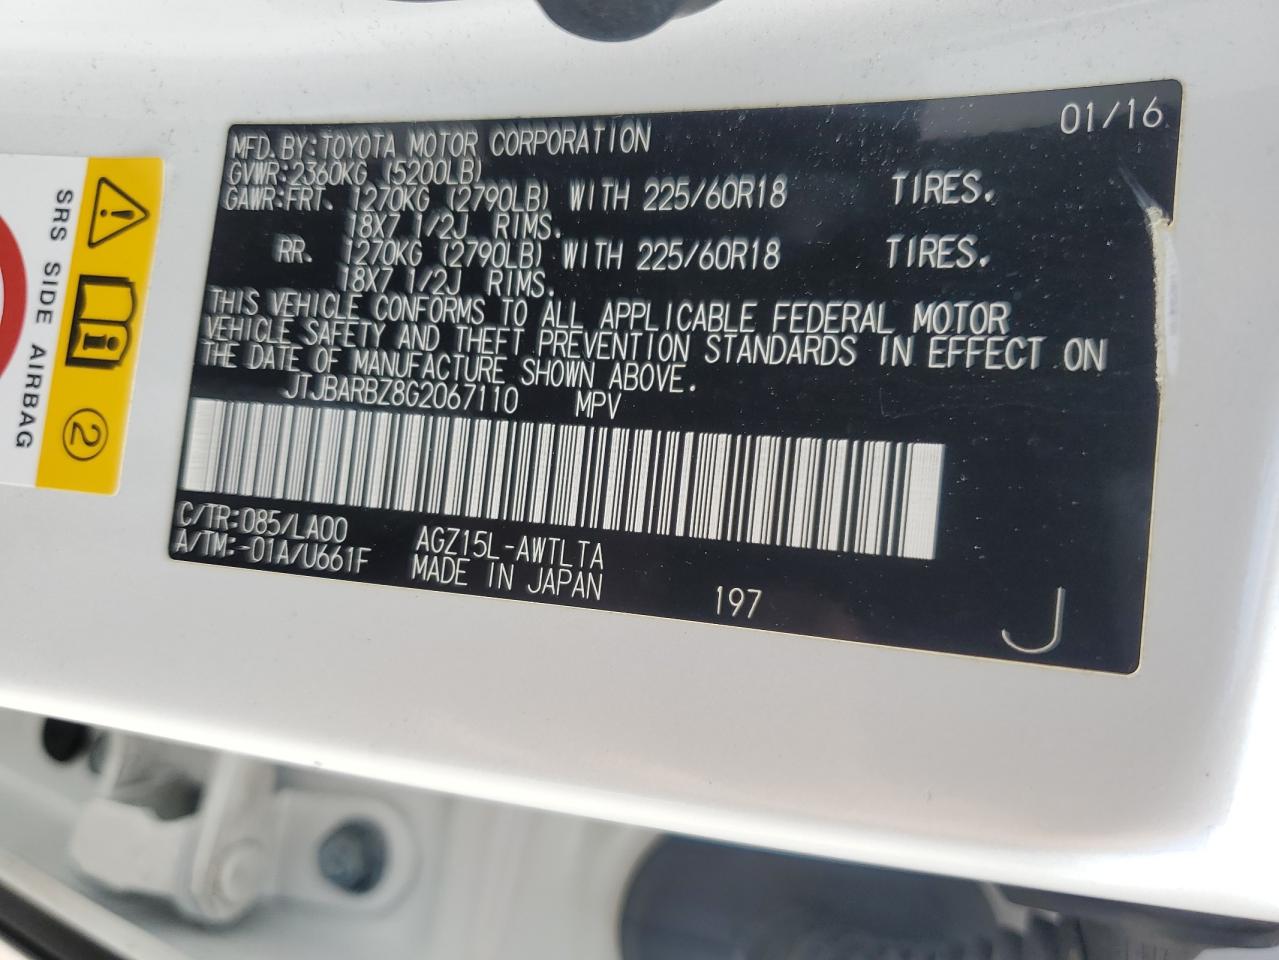 01/16
MFD. BY: TOYOTA MOTOR CORPORATION
GVWR: 2360KG (5200LB)
GAWR: FRT. 1270KG (2790LB) WITH 225/60R18 TIRES.
18X7 1/2J RIMS.
RR. 1270KG (2790LB) WITH 225/60R18 TIRES.
18X7 1/2J RIMS.
THIS VEHICLE CONFORMS TO ALL APPLICABLE FEDERAL MOTOR
VEHICLE SAFETY AND THEFT PREVENTION STANDARDS IN EFFECT ON
THE DATE OF MANUFACTURE SHOWN ABOVE.
JTJBARBZ8G2067110 MPV
C/TR: 085/LA00 AGZ15L-AWTLTA
A/TM: -01A/U661F MADE IN JAPAN
197
J
SRS SIDE AIRBAG
2